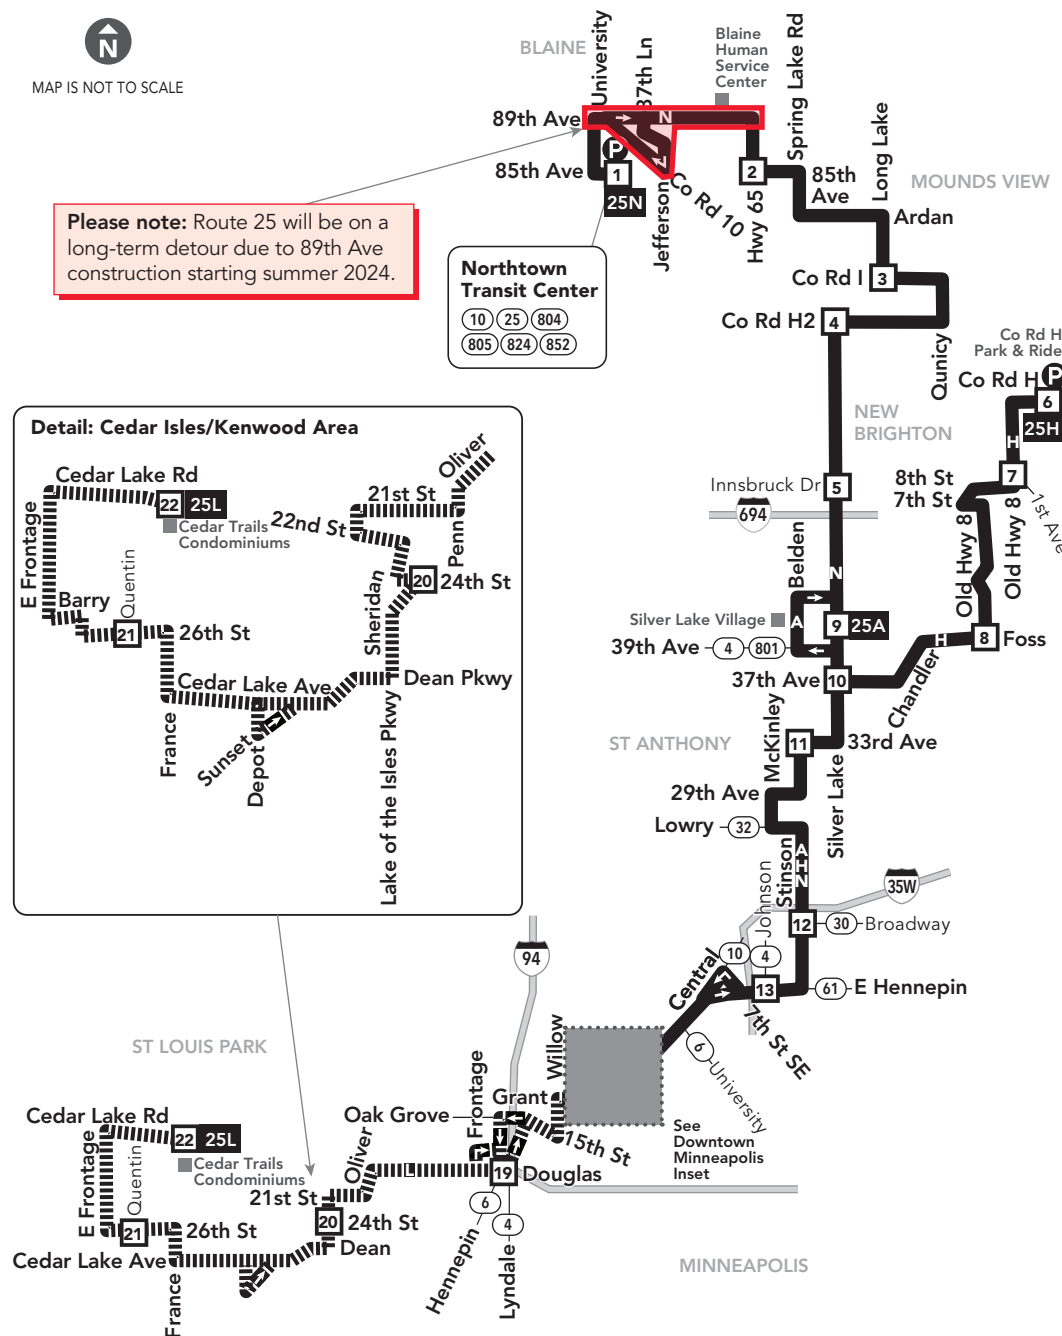 N
MAP IS NOT TO SCALE
BLAINE
University
37th Ln
Blaine
Human
Service
Center
Spring Lake Rd
Long Lake
89th Ave
N
P
85th Ave
1
25N
Jefferson
Co Rd 10
2
Hwy 65
85th
Ave
MOUNDS VIEW
Ardan
Please note: Route 25 will be on a
long-term detour due to 89th Ave
construction starting summer 2024.
Northtown
Transit Center
10 25 804
805 824 852
Co Rd I
3
Co Rd H2
4
Qunicy
Co Rd H
Park & Ride
Co Rd H
P
6
25H
H
NEW
BRIGHTON
7
8th St
7th St
1st Ave
Old Hwy 8
Old Hwy 8
Innsbruck Dr
5
694
Belden
N
A
Silver Lake Village
9
25A
39th Ave
4
801
8
Foss
H
Chandler
37th Ave
10
McKinley
ST ANTHONY
11
33rd Ave
29th Ave
Silver Lake
Lowry
32
Stinson
A
H
N
Johnson
35W
12
30
Broadway
10
4
Central
13
61
E Hennepin
7th St SE
6
University
Detail: Cedar Isles/Kenwood Area
Oliver
Cedar Lake Rd
22
25L
Cedar Trails
Condominiums
21st St
22nd St
Penn
E Frontage
Quentin
Barry
21
26th St
Sheridan
20
24th St
Cedar Lake Ave
Dean Pkwy
France
Sunset
Depot
Lake of the Isles Pkwy
94
ST LOUIS PARK
Willow
Grant
Frontage
Oak Grove
15th St
See
Downtown
Minneapolis
Inset
Cedar Lake Rd
22
25L
Cedar Trails
Condominiums
Oliver
L
19
Douglas
E Frontage
Quentin
21st St
20
24th St
21
26th St
Dean
Cedar Lake Ave
France
6
Hennepin
4
Lyndale
MINNEAPOLIS